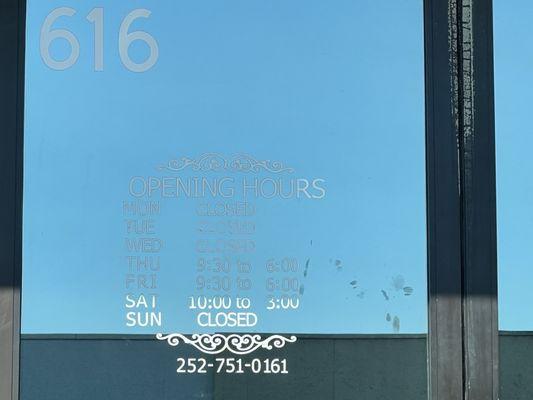 616
OPENING HOURS
MON CLOSED
TUE CLOSED
WED CLOSED
THU 9:30 to 6:00
FRI 9:30 to 6:00
SAT 10:00 to 3:00
SUN CLOSED
252-751-0161